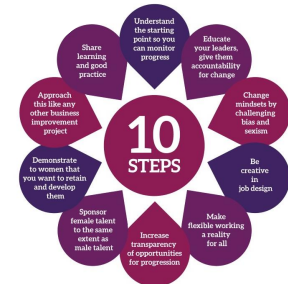 Understand
the starting
point so you
can monitor
progress
Educate
your leaders,
give them
accountability
for change
Change
mindsets by
challenging
bias and
sexism
Be
creative
in
job design
Make
flexible working
a reality
for all
Increase
transparency
of opportunities
for progression
Sponsor
female talent
to the same
extent as
male talent
Demonstrate
to women that
you want to retain
and develop
them
Approach
this like any
other business
improvement
project
Share
learning
and good
practice
10
STEPS